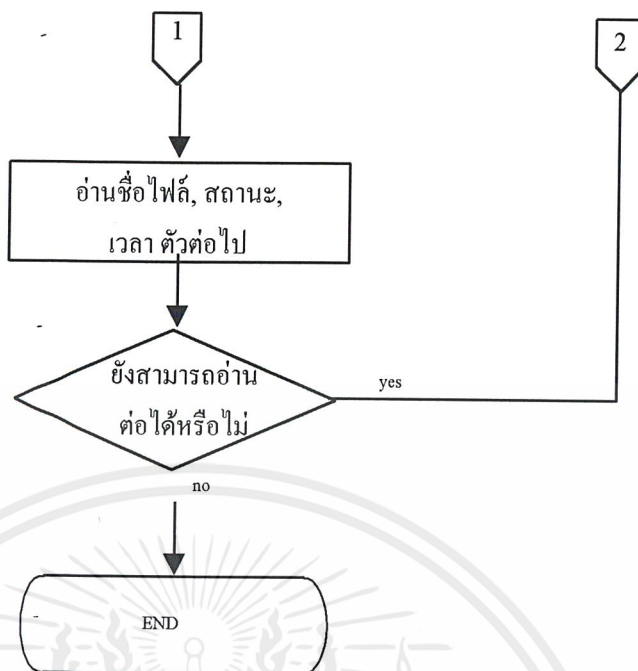 1
2
อ่านชื่อไฟล์, สถานะ,
เวลา ตัวต่อไป
ยังสามารถอ่าน
ต่อได้หรือไม่
yes
no
END